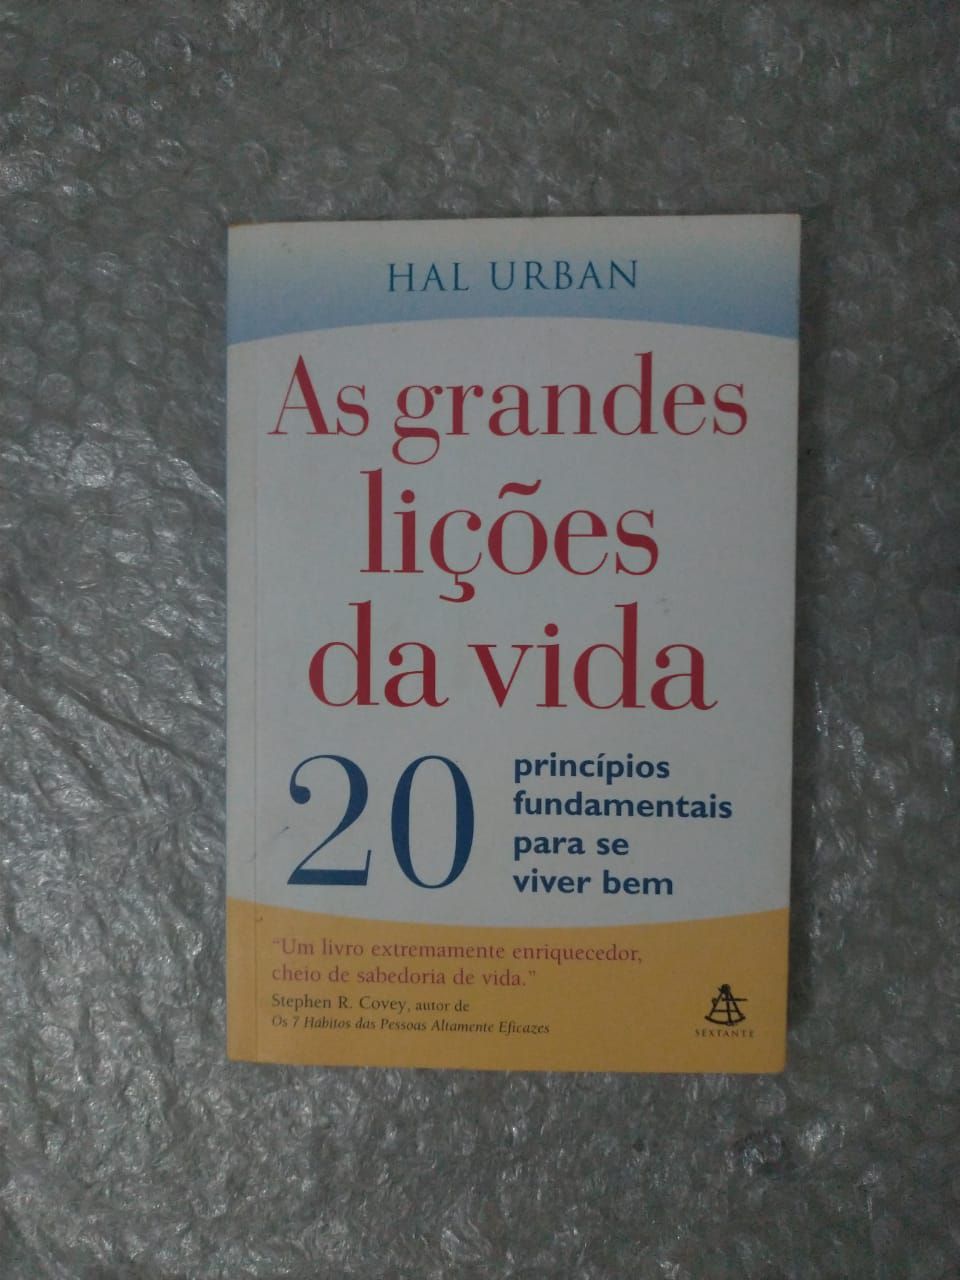 HAL URBAN
As grandes
lições
da vida
20
princípios
fundamentais
para se
viver bem
"Um livro extremamente enriquecedor,
cheio de sabedoria de vida."
Stephen R. Covey, autor de
Os 7 Hábitos das Pessoas Altamente Eficazes
SEXTANTE